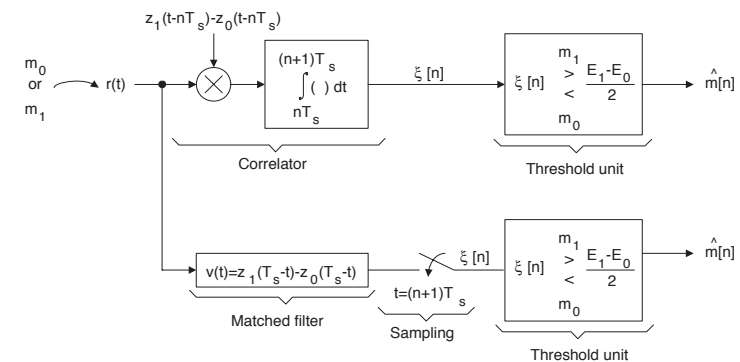 z1(t-nTs)-z0(t-nTs)
m0
or
m1
r(t)
(n+1)Ts
∫( ) dt
nTs
ξ [n]
ξ [n]
m1
>
<
m0
E1-E0
2
m̂[n]
Correlator
Threshold unit
v(t)=z1(Ts-t)-z0(Ts-t)
t=(n+1)Ts
ξ [n]
ξ [n]
m1
>
<
m0
E1-E0
2
m̂[n]
Matched filter
Sampling
Threshold unit